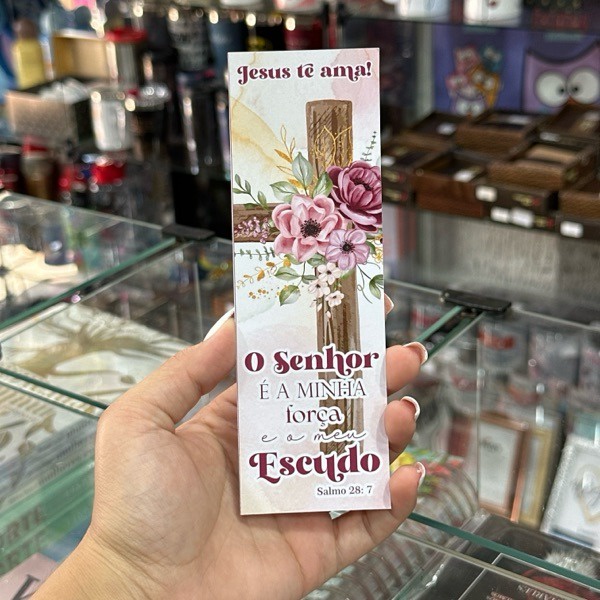 Jesus te ama!
O Senhor
É A MINHA
força
e o meu
Escudo
Salmo 28: 7